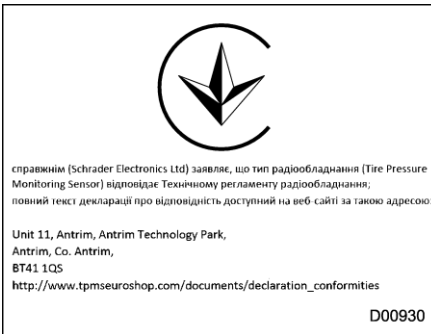 справжнім (Schrader Electronics Ltd) заявляє, що тип радіообладнання (Tire Pressure
Monitoring Sensor) відповідає Технічному регламенту радіообладнання;
повний текст декларації про відповідність доступний на веб-сайті за такою адресою:
Unit 11, Antrim, Antrim Technology Park,
Antrim, Co. Antrim,
BT41 1QS
http://www.tpmseuroshop.com/documents/declaration_conformities
D00930